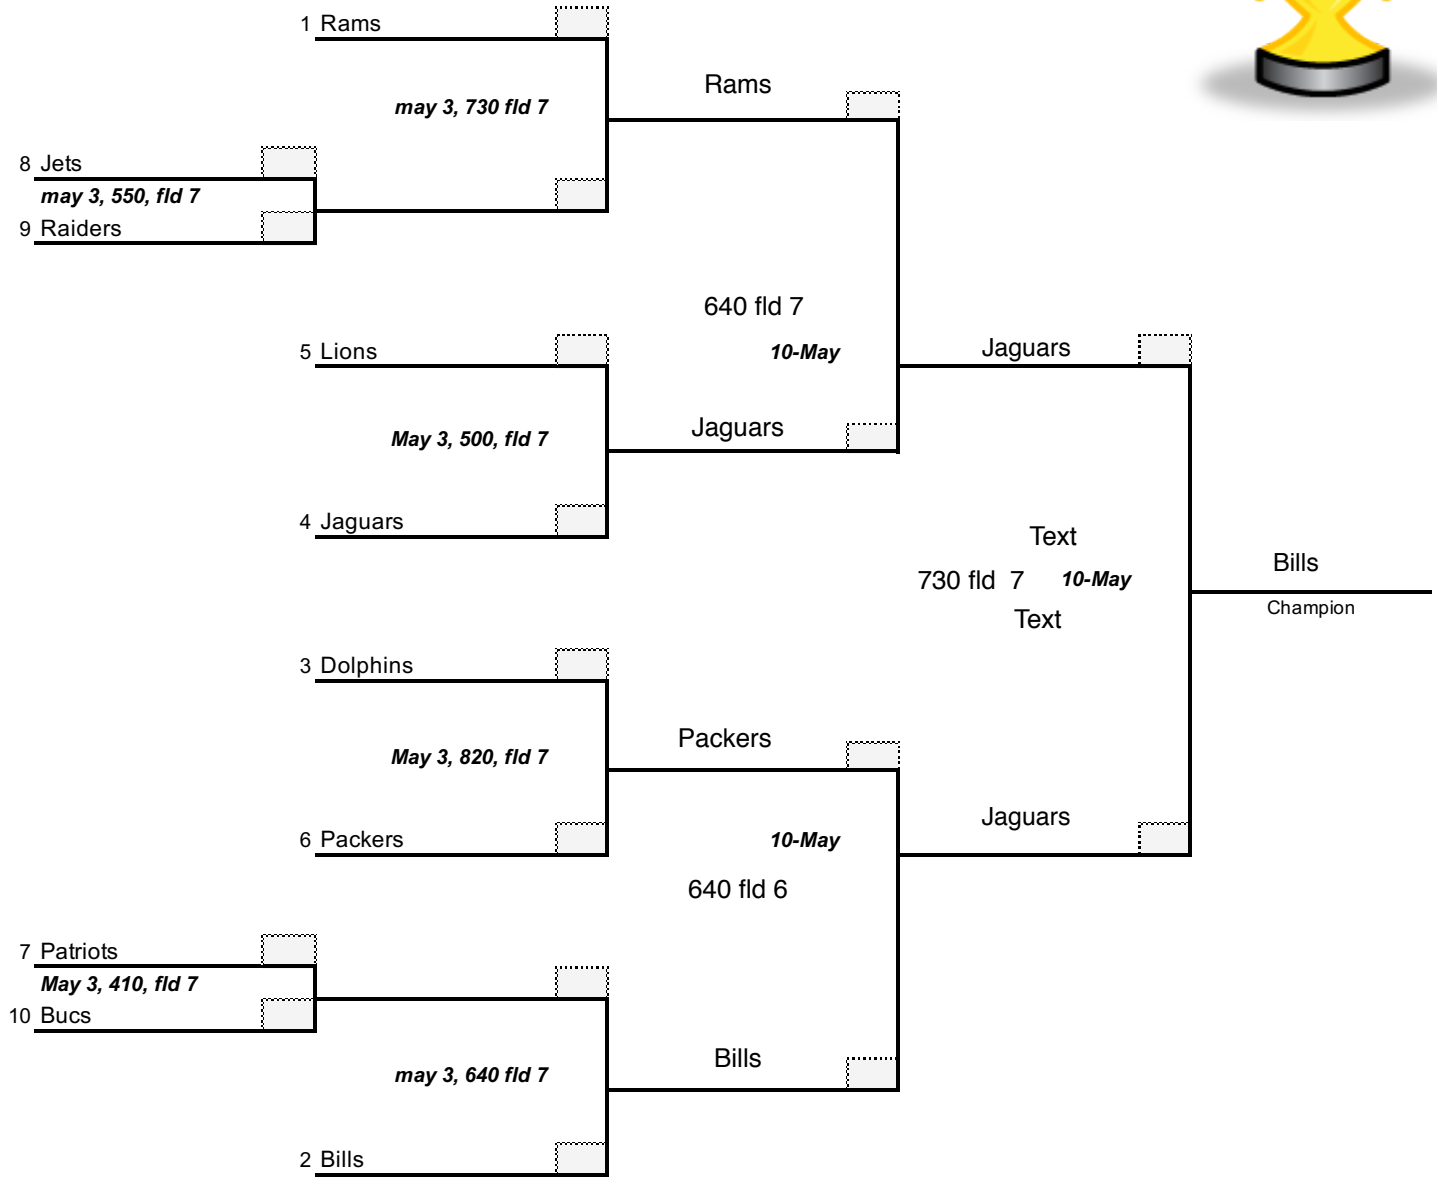 1 Rams
may 3, 730 fld 7
Rams
8 Jets
may 3, 550, fld 7
9 Raiders
640 fld 7
10-May
5 Lions
May 3, 500, fld 7
Jaguars
4 Jaguars
Jaguars
Text
730 fld 7 10-May
Text
Bills
Champion
3 Dolphins
May 3, 820, fld 7
Packers
6 Packers
10-May
640 fld 6
Jaguars
7 Patriots
May 3, 410, fld 7
10 Bucs
may 3, 640 fld 7
Bills
2 Bills